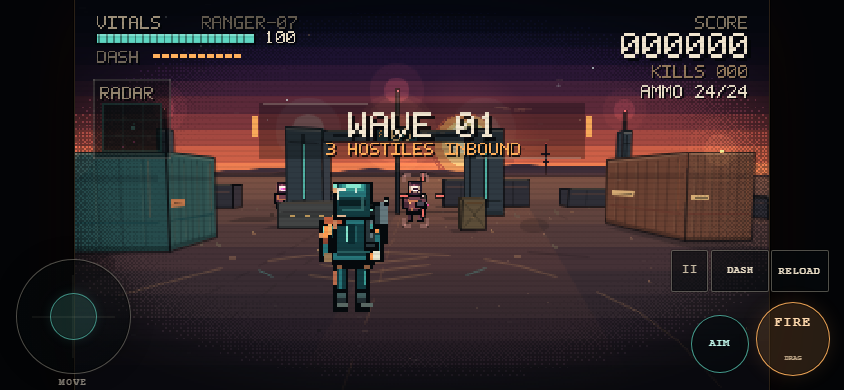 VITALS RANGER-07
100
DASH
RADAR
SCORE
000000
KILLS 000
AMMO 24/24
WAVE 01
3 HOSTILES INBOUND
II DASH RELOAD
FIRE
DRAG
AIM
MOVE